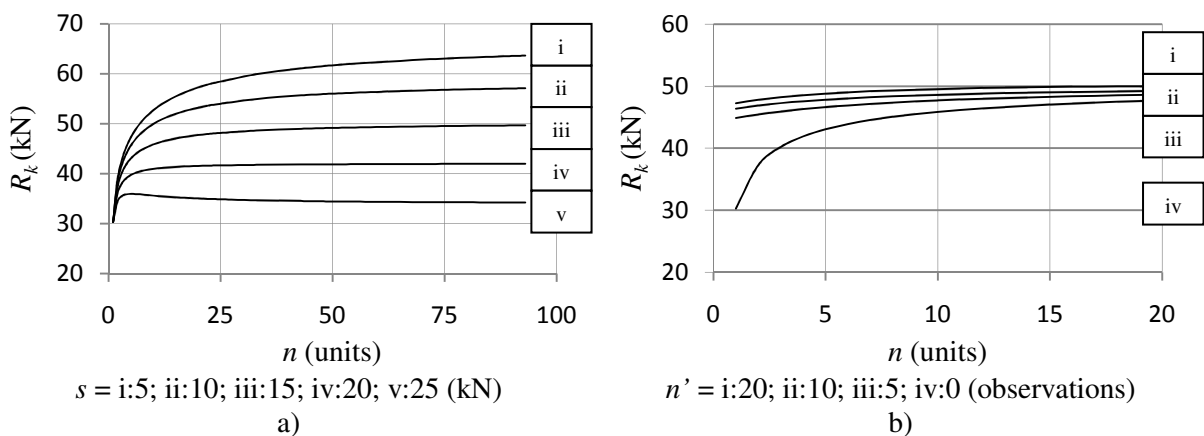 70
60
50
40
30
20
R_k (kN)
i
ii
iii
iv
v
0
25
50
75
100
n (units)
s = i:5; ii:10; iii:15; iv:20; v:25 (kN)
a)
60
50
40
30
20
R_k (kN)
i
ii
iii
iv
0
5
10
15
20
n (units)
n’ = i:20; ii:10; iii:5; iv:0 (observations)
b)